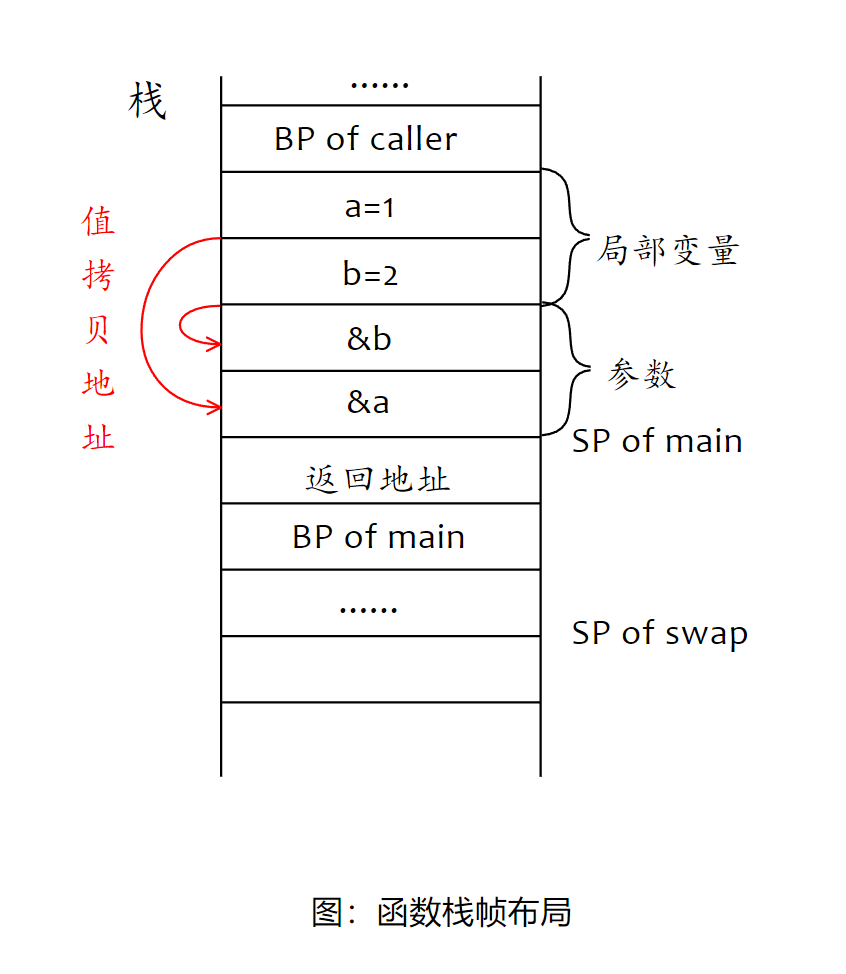 栈
......
BP of caller
a=1
b=2
局部变量
&b
&a
参数
值
拷
贝
地
址
SP of main
返回地址
BP of main
......
SP of swap
图：函数栈帧布局